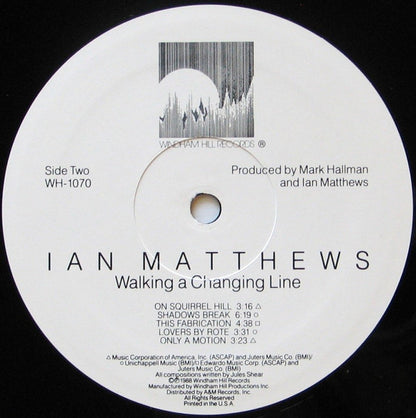 WINDHAM HILL RECORDS ®
Side Two
WH-1070
Produced by Mark Hallman
and Ian Matthews
IAN MATTHEWS
Walking a Changing Line
ON SQUIRREL HILL 3:16 △
SHADOWS BREAK 6:19 ○
THIS FABRICATION 4:38 □
LOVERS BY ROTE 3:31 ○
ONLY A MOTION 3:23 △
△ Music Corporation of America, Inc. (ASCAP) and Juters Music Co. (BMI)/
○ Unichappell Music (BMI)/□ Edwardo Music Corp. (ASCAP) and
Juters Music Co. (BMI)
All compositions written by Jules Shear
©℗1988 Windham Hill Records
Manufactured by Windham Hill Productions Inc.
Distributed by A&M Records, Inc.
All Rights Reserved
Printed in the U.S.A.